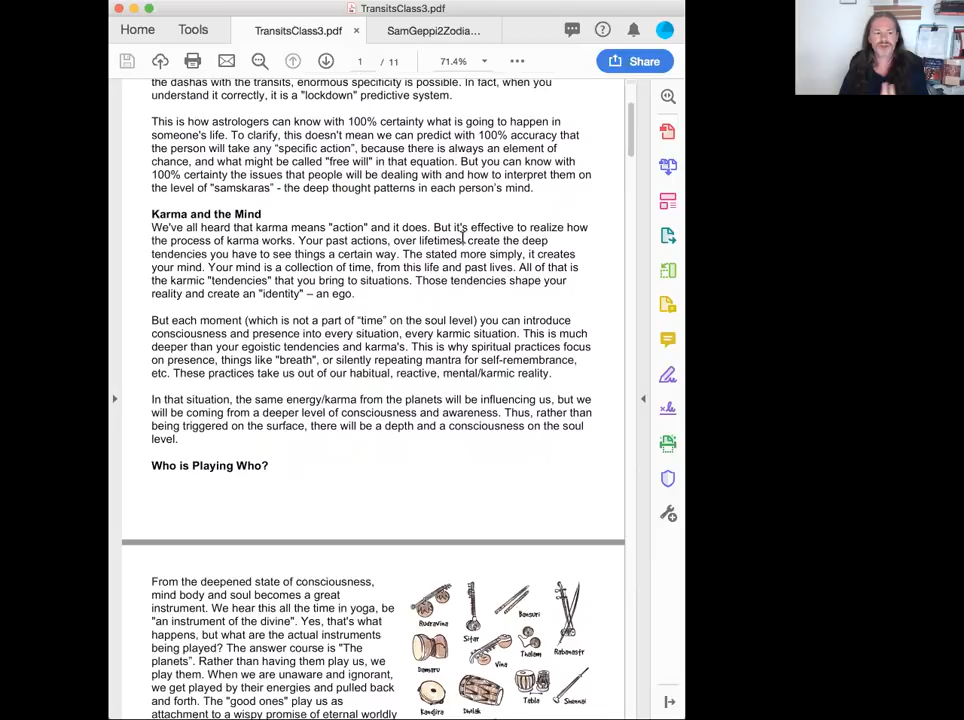 TransitsClass3.pdf
Home
Tools
TransitsClass3.pdf
×
SamGeppi2Zodia...
1 / 11
71.4%
Share
the dashas with the transits, enormous specificity is possible. In fact, when you
understand it correctly, it is a "lockdown" predictive system.
This is how astrologers can know with 100% certainty what is going to happen in
someone's life. To clarify, this doesn't mean we can predict with 100% accuracy that
the person will take any “specific action”, because there is always an element of
chance, and what might be called "free will" in that equation. But you can know with
100% certainty the issues that people will be dealing with and how to interpret them on
the level of "samskaras” - the deep thought patterns in each person’s mind.
Karma and the Mind
We've all heard that karma means "action" and it does. But it's effective to realize how
the process of karma works. Your past actions, over lifetimes, create the deep
tendencies you have to see things a certain way. The stated more simply, it creates
your mind. Your mind is a collection of time, from this life and past lives. All of that is
the karmic "tendencies" that you bring to situations. Those tendencies shape your
reality and create an "identity" – an ego.
But each moment (which is not a part of “time” on the soul level) you can introduce
consciousness and presence into every situation, every karmic situation. This is much
deeper than your egoistic tendencies and karma's. This is why spiritual practices focus
on presence, things like "breath", or silently repeating mantra for self-remembrance,
etc. These practices take us out of our habitual, reactive, mental/karmic reality.
In that situation, the same energy/karma from the planets will be influencing us, but we
will be coming from a deeper level of consciousness and awareness. Thus, rather than
being triggered on the surface, there will be a depth and a consciousness on the soul
level.
Who is Playing Who?
From the deepened state of consciousness,
mind body and soul becomes a great
instrument. We hear this all the time in yoga, be
"an instrument of the divine". Yes, that's what
happens, but what are the actual instruments
being played? The answer course is "The
planets”. Rather than having them play us, we
play them. When we are unaware and ignorant,
we get played by their energies and pulled back
and forth. The "good ones" play us as
attachment to a wispy promise of eternal worldly
Rudravina
Sitar
Bansuri
Rabanastr
Damaru
Vina
Thalam
Kandjira
Dholak
Tabla
Shennai